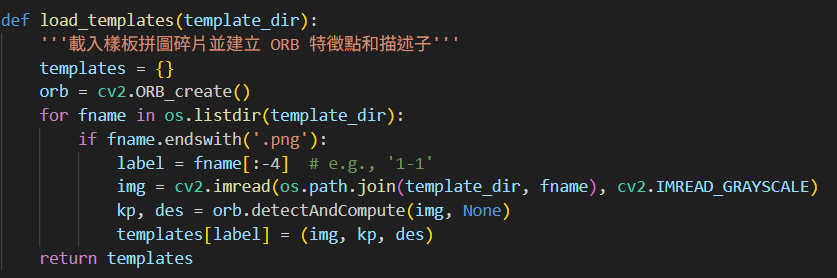 def load_templates(template_dir):
    '''載入樣板拼圖碎片並建立 ORB 特徵點和描述子'''
    templates = {}
    orb = cv2.ORB_create()
    for fname in os.listdir(template_dir):
        if fname.endswith('.png'):
            label = fname[:-4]  # e.g., '1-1'
            img = cv2.imread(os.path.join(template_dir, fname), cv2.IMREAD_GRAYSCALE)
            kp, des = orb.detectAndCompute(img, None)
            templates[label] = (img, kp, des)
    return templates